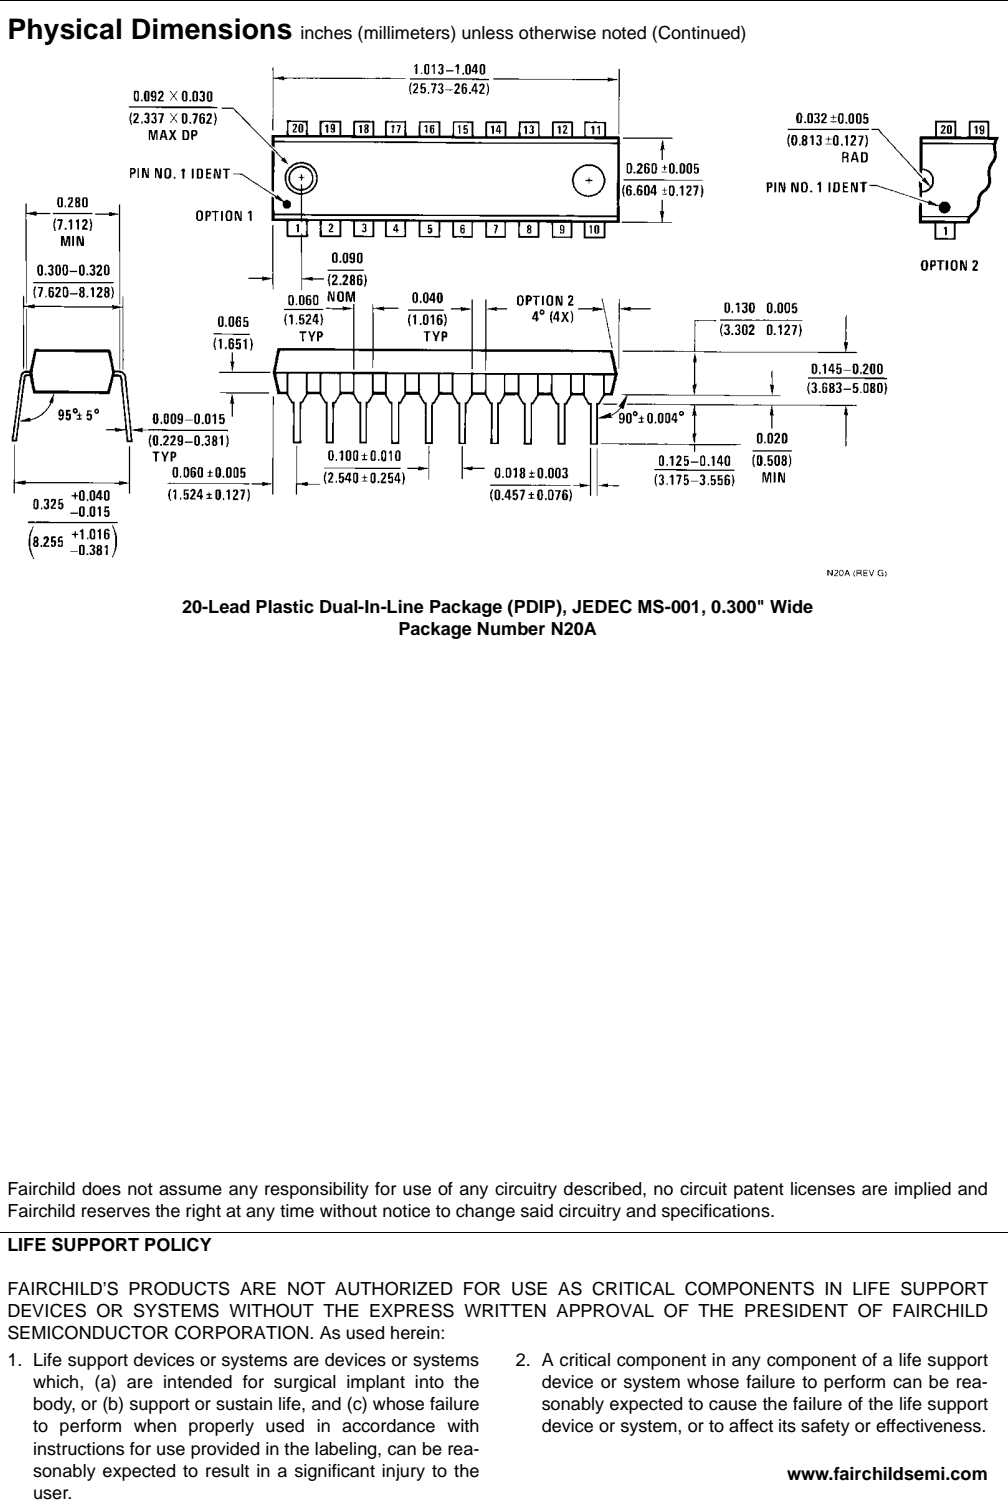 Physical Dimensions inches (millimeters) unless otherwise noted (Continued)
1.013–1.040
(25.73–26.42)
0.092 × 0.030
(2.337 × 0.762)
MAX DP
20 19 18 17 16 15 14 13 12 11
0.032 ±0.005
(0.813 ±0.127)
RAD
20 19
PIN NO. 1 IDENT
0.260 ±0.005
(6.604 ±0.127)
PIN NO. 1 IDENT
OPTION 1
1 2 3 4 5 6 7 8 9 10
1
OPTION 2
0.280
(7.112)
MIN
0.300–0.320
(7.620–8.128)
0.090
(2.286)
NOM
0.060
(1.524)
TYP
0.040
(1.016)
TYP
OPTION 2
4° (4X)
0.130 0.005
(3.302 0.127)
0.065
(1.651)
0.145–0.200
(3.683–5.080)
95°± 5°
0.009–0.015
(0.229–0.381)
TYP
90°±0.004°
0.020
(0.508)
MIN
0.100±0.010
(2.540±0.254)
0.125–0.140
(3.175–3.556)
0.060±0.005
(1.524±0.127)
0.018±0.003
(0.457±0.076)
0.325 +0.040
–0.015
(8.255 +1.016
–0.381)
N20A (REV G)
20-Lead Plastic Dual-In-Line Package (PDIP), JEDEC MS-001, 0.300" Wide
Package Number N20A
Fairchild does not assume any responsibility for use of any circuitry described, no circuit patent licenses are implied and
Fairchild reserves the right at any time without notice to change said circuitry and specifications.
LIFE SUPPORT POLICY
FAIRCHILD'S PRODUCTS ARE NOT AUTHORIZED FOR USE AS CRITICAL COMPONENTS IN LIFE SUPPORT
DEVICES OR SYSTEMS WITHOUT THE EXPRESS WRITTEN APPROVAL OF THE PRESIDENT OF FAIRCHILD
SEMICONDUCTOR CORPORATION. As used herein:
1. Life support devices or systems are devices or systems
which, (a) are intended for surgical implant into the
body, or (b) support or sustain life, and (c) whose failure
to perform when properly used in accordance with
instructions for use provided in the labeling, can be rea-
sonably expected to result in a significant injury to the
user.
2. A critical component in any component of a life support
device or system whose failure to perform can be rea-
sonably expected to cause the failure of the life support
device or system, or to affect its safety or effectiveness.
www.fairchildsemi.com